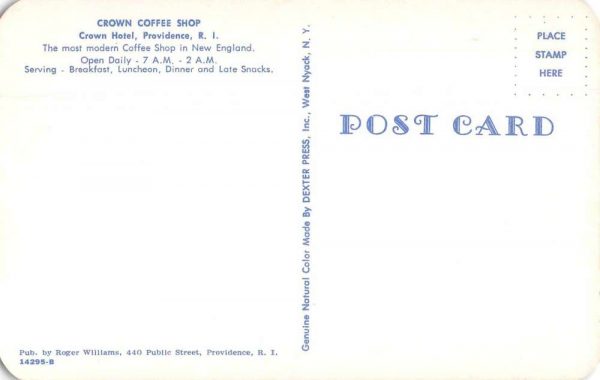 CROWN COFFEE SHOP
Crown Hotel, Providence, R. I.
The most modern Coffee Shop in New England.
Open Daily - 7 A.M. - 2 A.M.
Serving - Breakfast, Luncheon, Dinner and Late Snacks.
Pub. by Roger Williams, 440 Public Street, Providence, R. I.
14295-B
Genuine Natural Color Made By DEXTER PRESS, Inc., West Nyack, N. Y.
PLACE
STAMP
HERE
POST CARD